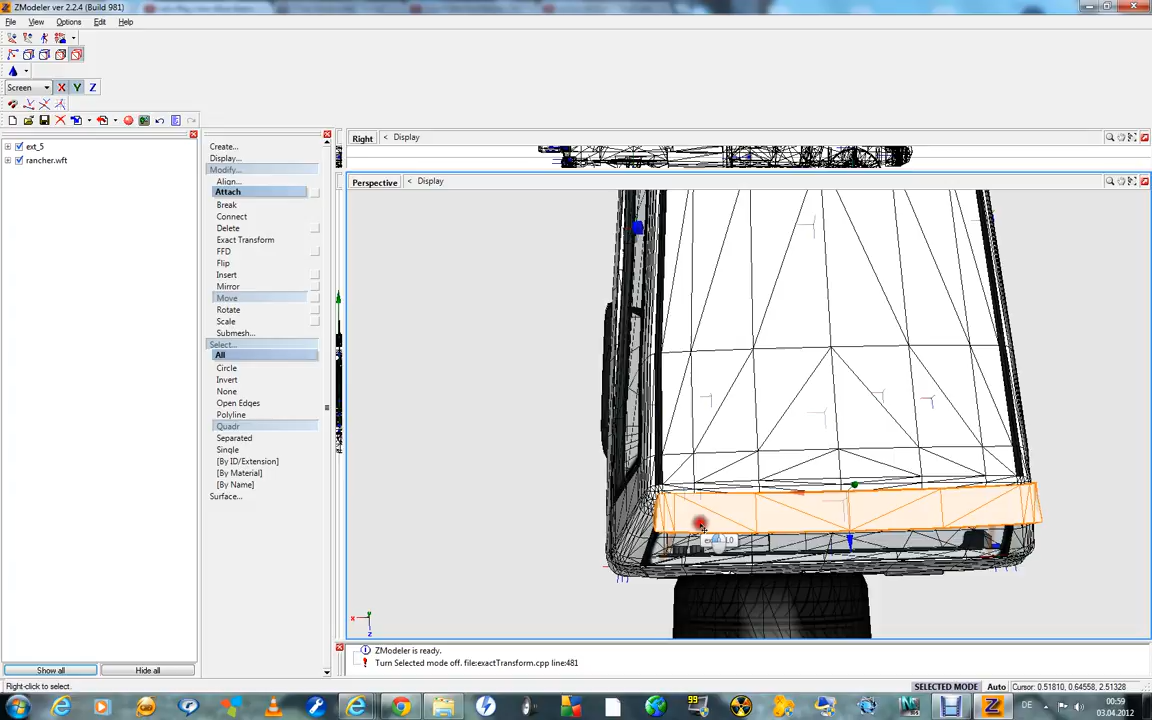 ZModeler ver 2.2.4 (Build 981)
File View Options Edit Help
Screen X Y Z
ext_5
rancher.wft
Show all Hide all
Create...
Display...
Modify...
Align...
Attach
Break
Connect
Delete
Exact Transform
FFD
Flip
Insert
Mirror
Move
Rotate
Scale
Submesh...
Select...
All
Circle
Invert
None
Open Edges
Polyline
Quadr
Separated
Single
[By ID/Extension]
[By Material]
[By Name]
Surface...
Right < Display
Perspective < Display
x y z
ZModeler is ready.
Turn Selected mode off. file:exactTransform.cpp line:481
Right-click to select.
SELECTED MODE Auto Cursor: 0.51810, 0.64558, 2.51328
99
DE
00:59
03.04.2012